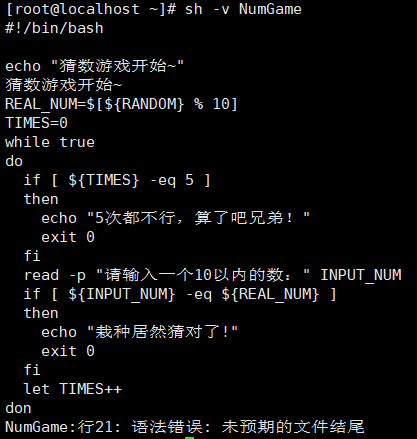 [root@localhost ~]# sh -v NumGame
#!/bin/bash

echo "猜数游戏开始~"
猜数游戏开始~
REAL_NUM=$[${RANDOM} % 10]
TIMES=0
while true
do
  if [ ${TIMES} -eq 5 ]
  then
    echo "5次都不行，算了吧兄弟！"
    exit 0
  fi
  read -p "请输入一个10以内的数：" INPUT_NUM
  if [ ${INPUT_NUM} -eq ${REAL_NUM} ]
  then
    echo "栽种居然猜对了!"
    exit 0
  fi
  let TIMES++
don
NumGame:行21: 语法错误: 未预期的文件结尾